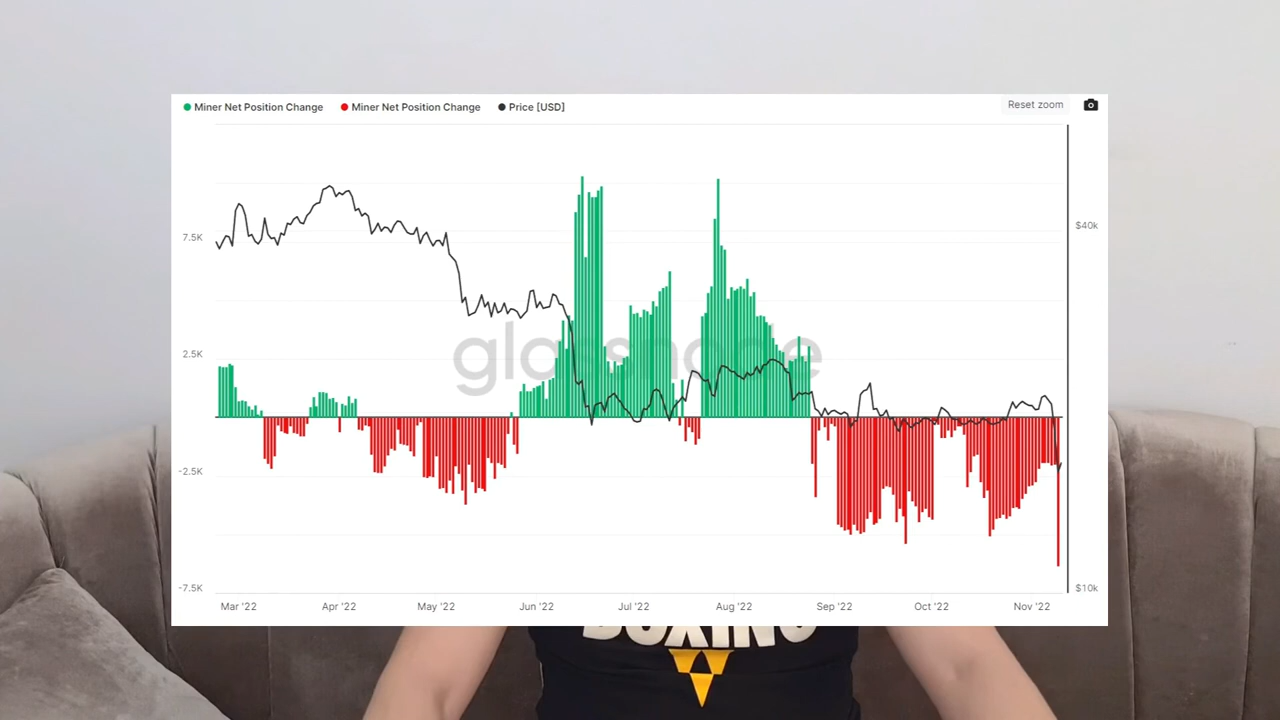 Miner Net Position Change Miner Net Position Change Price [USD]
Reset zoom
7.5K
2.5K
-2.5K
-7.5K
$40k
$10k
glassnode
Mar '22 Apr '22 May '22 Jun '22 Jul '22 Aug '22 Sep '22 Oct '22 Nov '22
BOXING